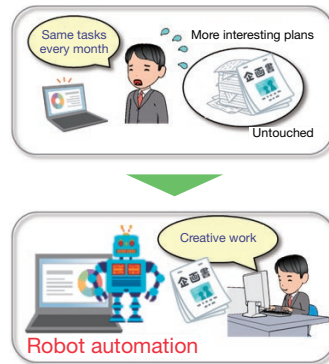 Same tasks
every month
More interesting plans
企画書
Untouched
Creative work
企画書
Robot automation